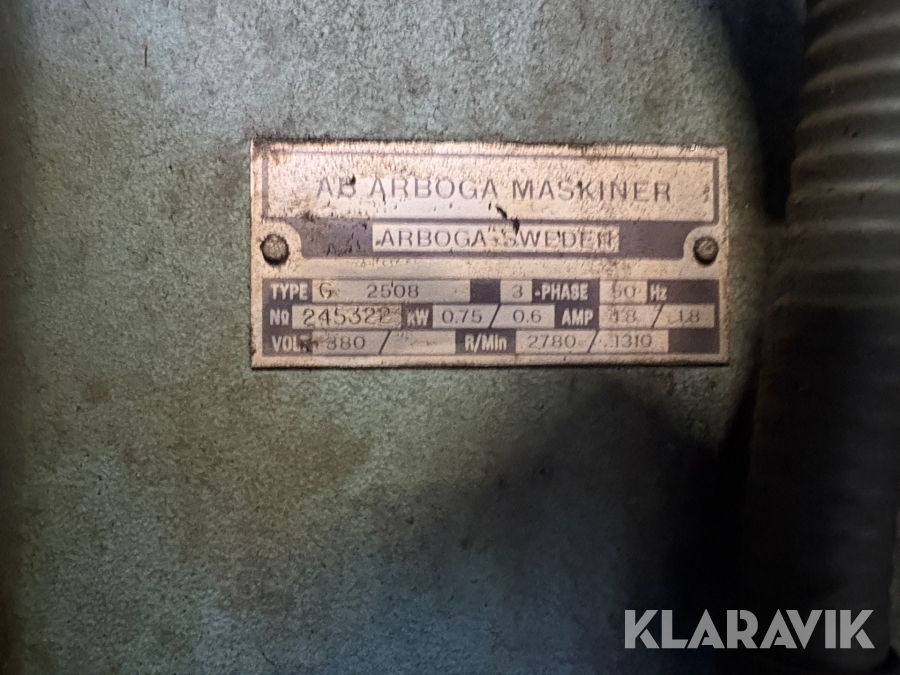 AB ARBOGA MASKINER
ARBOGA-SWEDEN
TYPE G 2508 3 -PHASE 50 Hz
No 245322 KW 0.75 / 0.6 AMP 1.8 / 1.8
VOLT 380 / R/Min 2780 / 1310
KLARAVIK